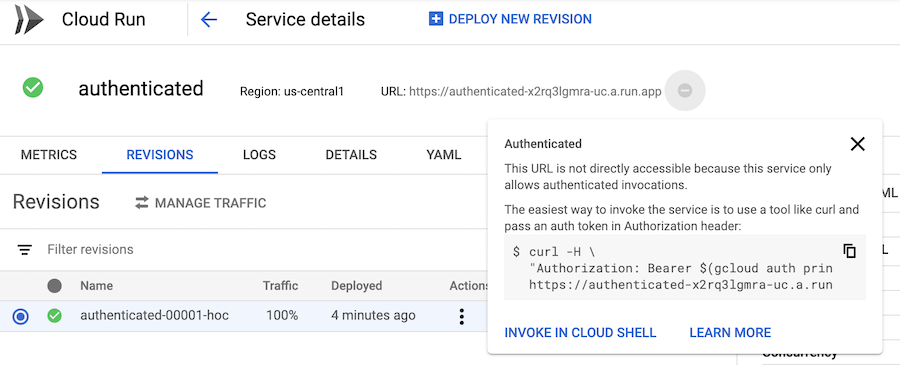 Cloud Run
Service details
DEPLOY NEW REVISION
authenticated
Region: us-central1
URL: https://authenticated-x2rq3lgmra-uc.a.run.app
METRICS
REVISIONS
LOGS
DETAILS
YAML
Revisions
MANAGE TRAFFIC
Filter revisions
Name
Traffic
Deployed
Actions
authenticated-00001-hoc
100%
4 minutes ago
Authenticated
This URL is not directly accessible because this service only
allows authenticated invocations.
The easiest way to invoke the service is to use a tool like curl and
pass an auth token in Authorization header:
$ curl -H \
"Authorization: Bearer $(gcloud auth prin
https://authenticated-x2rq3lgmra-uc.a.run
INVOKE IN CLOUD SHELL
LEARN MORE
ML
L
Concurrency